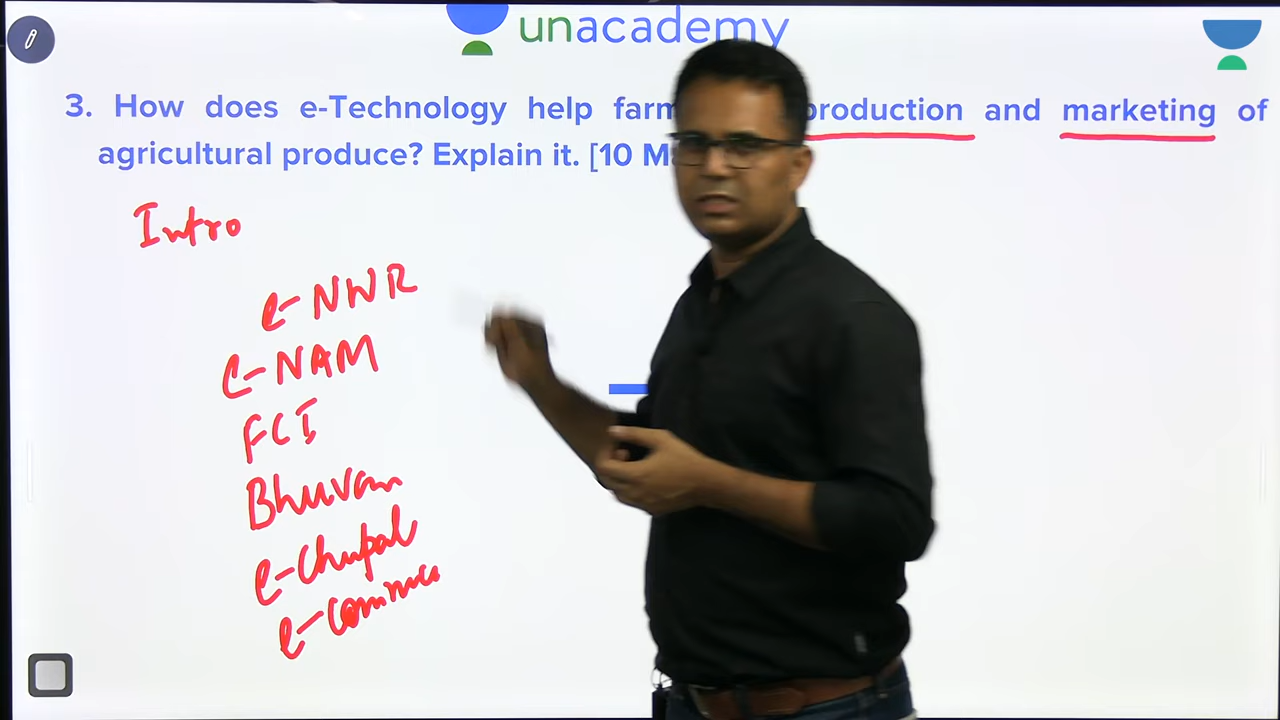 unacademy
3. How does e-Technology help farm production and marketing of
agricultural produce? Explain it. [10 M
Intro
e-NWR
e-NAM
FCI
Bhuvan
e-Chupal